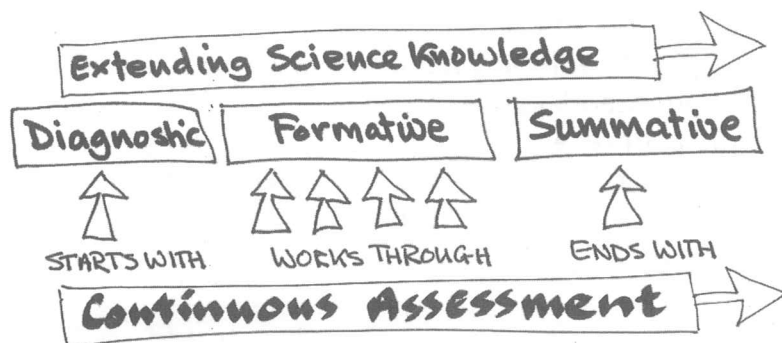 Extending Science Knowledge
Diagnostic Formative Summative
STARTS WITH WORKS THROUGH ENDS WITH
Continuous Assessment